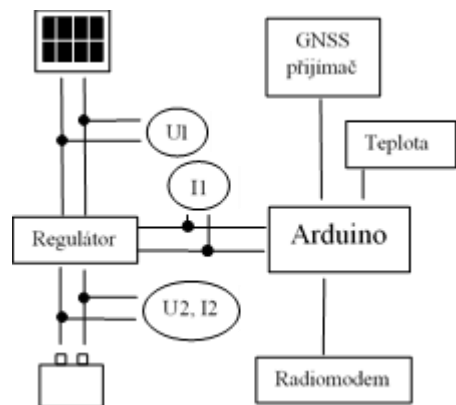 GNSS
přijímač
U1
Teplota
I1
Regulátor
Arduino
U2, I2
Radiomodem